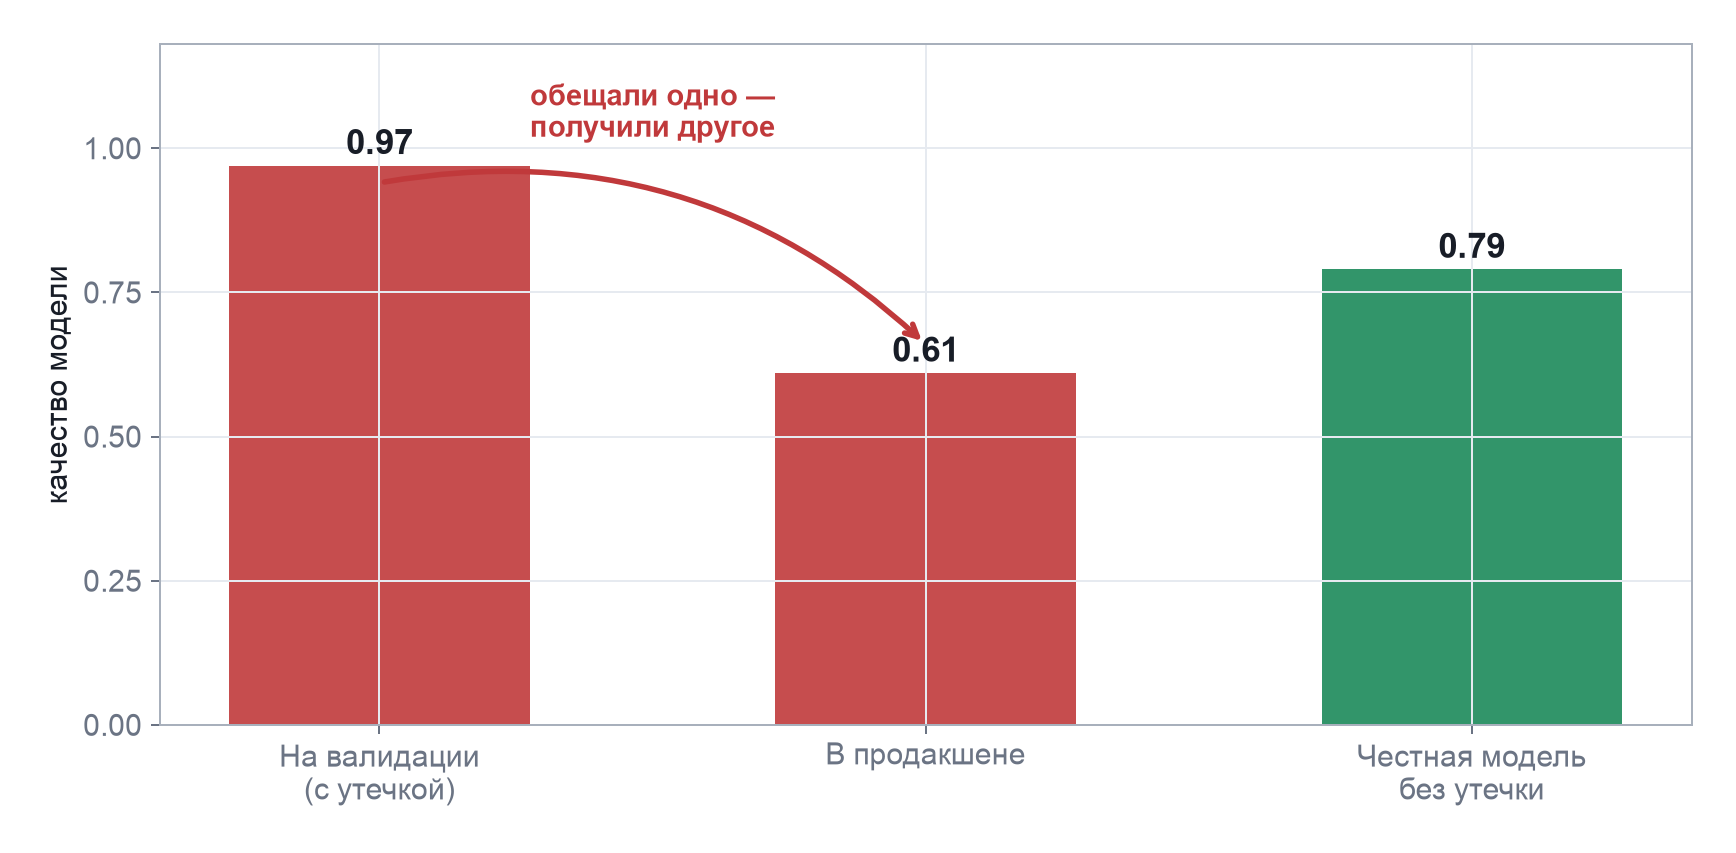 обещали одно —
получили другое
0.97
0.61
0.79
1.00
0.75
0.50
0.25
0.00
качество модели
На валидации
(с утечкой)
В продакшене
Честная модель
без утечки